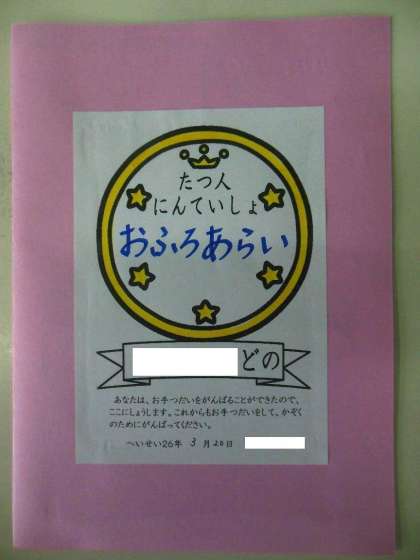 たつ人
にんていしょ
おふろあらい
どの
あなたは、お手つだいをがんばることができたので、
ここにしょうします。これからもお手つだいをして、かぞく
のためにがんばってください。
へいせい26年 3月20日